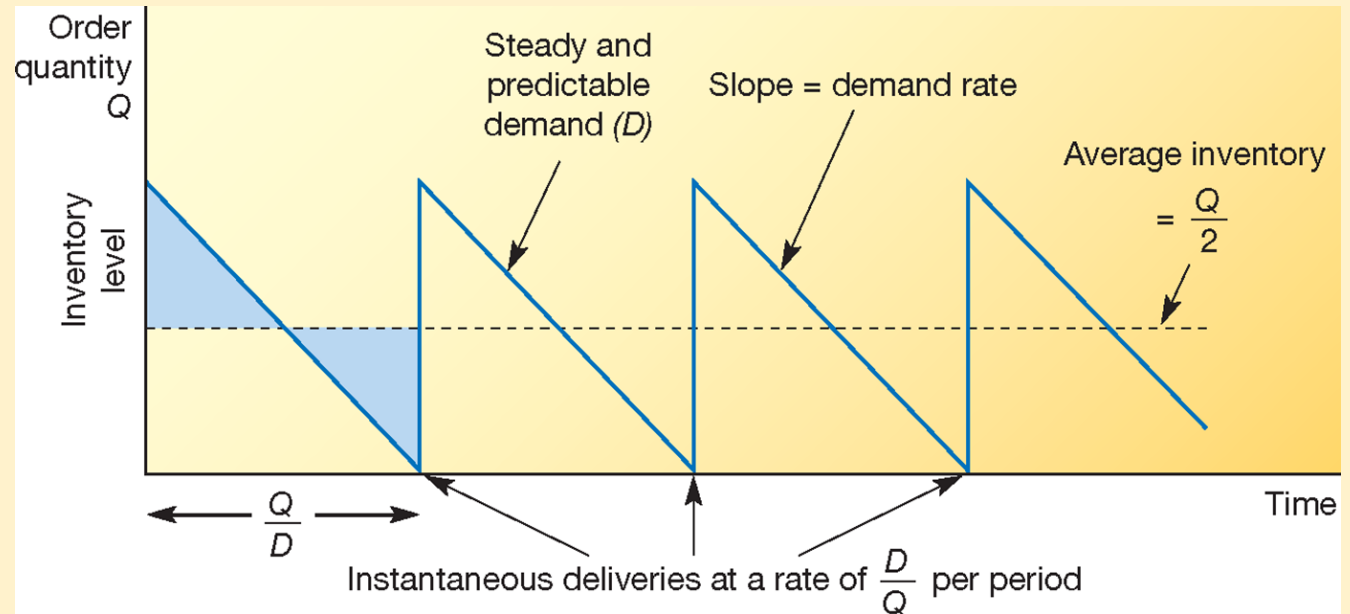 Order
quantity
Q
Steady and
predictable
demand (D)
Slope = demand rate
Average inventory
= Q/2
Inventory
level
Q/D
Time
Instantaneous deliveries at a rate of D/Q per period